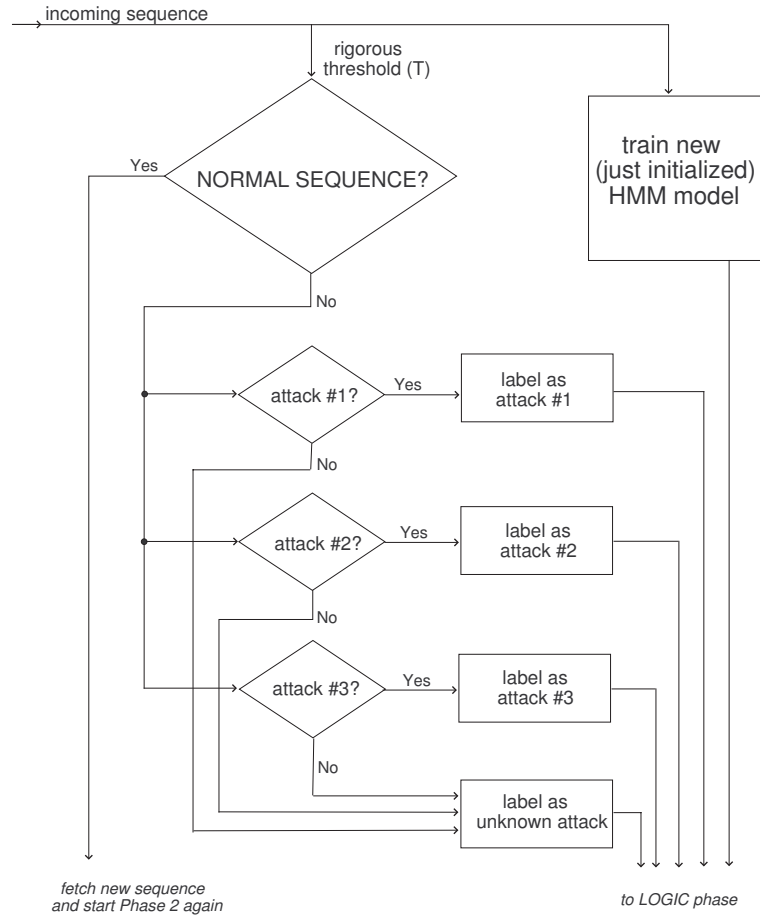 incoming sequence
rigorous
threshold (T)
train new
(just initialized)
HMM model
Yes
NORMAL SEQUENCE?
No
attack #1?
Yes
label as
attack #1
No
attack #2?
Yes
label as
attack #2
No
attack #3?
Yes
label as
attack #3
No
label as
unknown attack
fetch new sequence
and start Phase 2 again
to LOGIC phase